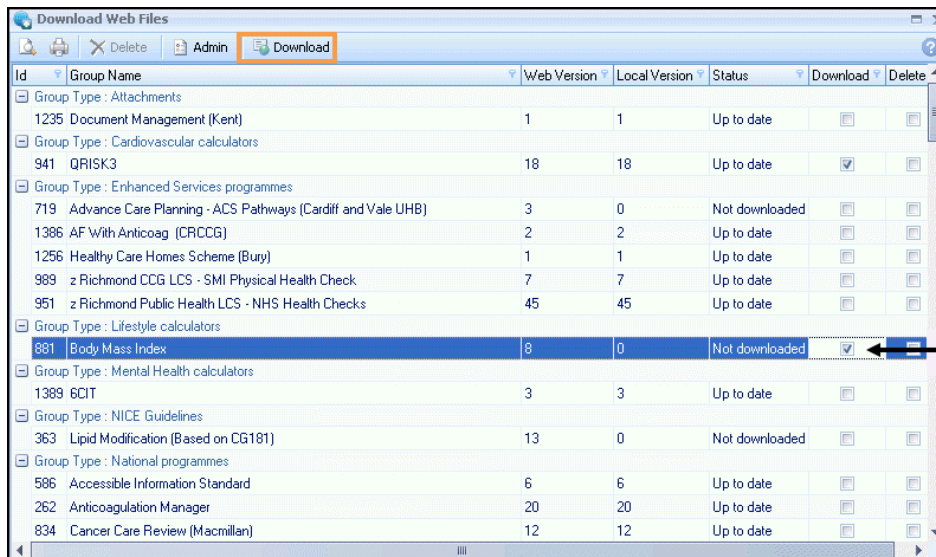 Download Web Files
Delete Admin Download ?
Id Group Name Web Version Local Version Status Download Delete
Group Type : Attachments
1235 Document Management (Kent) 1 1 Up to date
Group Type : Cardiovascular calculators
941 QRISK3 18 18 Up to date
Group Type : Enhanced Services programmes
719 Advance Care Planning - ACS Pathways (Cardiff and Vale UHB) 3 0 Not downloaded
1386 AF With Anticoag (CRCCG) 2 2 Up to date
1256 Healthy Care Homes Scheme (Bury) 1 1 Up to date
989 z Richmond CCG LCS - SMI Physical Health Check 7 7 Up to date
951 z Richmond Public Health LCS - NHS Health Checks 45 45 Up to date
Group Type : Lifestyle calculators
881 Body Mass Index 8 0 Not downloaded
Group Type : Mental Health calculators
1389 6CIT 3 3 Up to date
Group Type : NICE Guidelines
363 Lipid Modification (Based on CG181) 13 0 Not downloaded
Group Type : National programmes
586 Accessible Information Standard 6 6 Up to date
262 Anticoagulation Manager 20 20 Up to date
834 Cancer Care Review (Macmillan) 12 12 Up to date